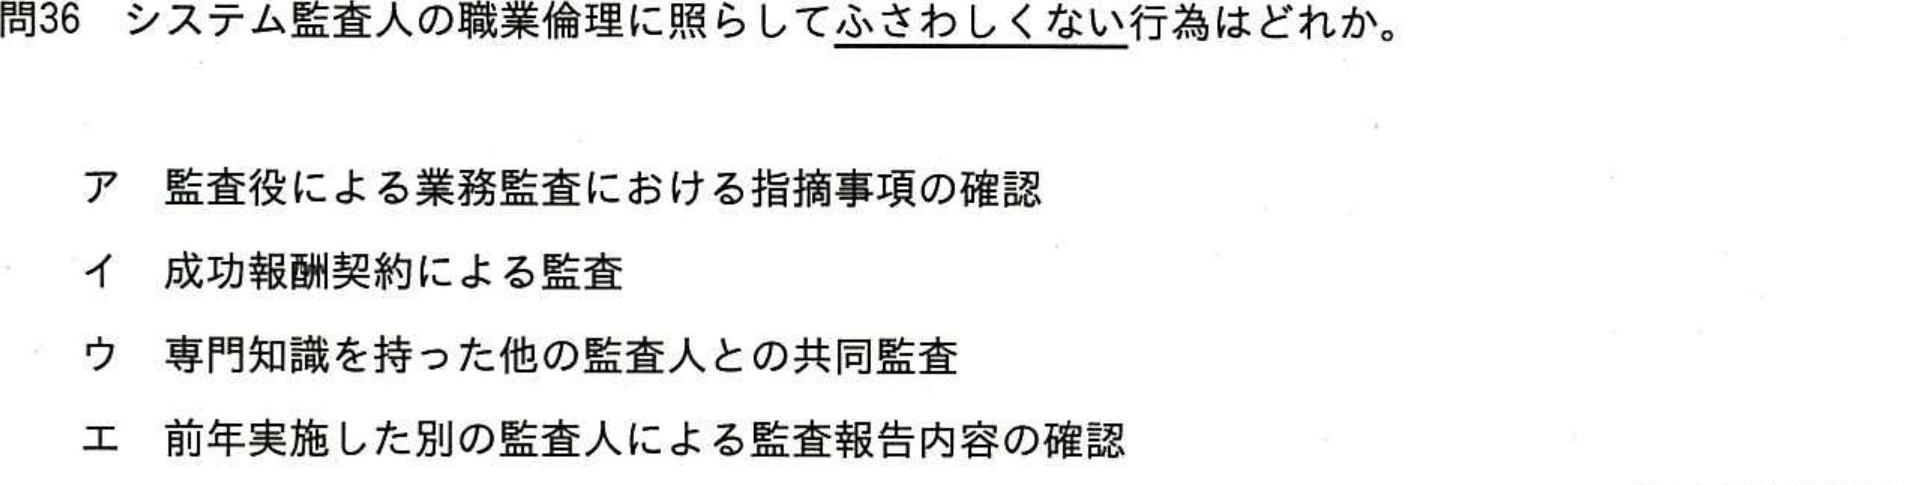 問36　システム監査人の職業倫理に照らしてふさわしくない行為はどれか。
ア　監査役による業務監査における指摘事項の確認
イ　成功報酬契約による監査
ウ　専門知識を持った他の監査人との共同監査
エ　前年実施した別の監査人による監査報告内容の確認